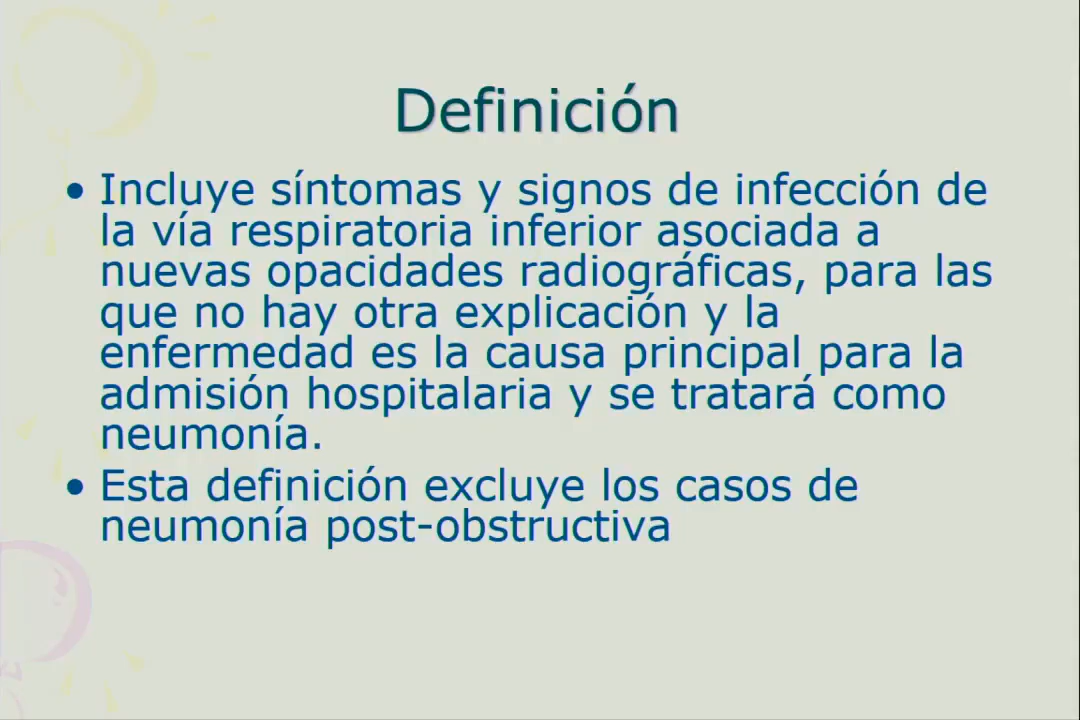 Definición
• Incluye síntomas y signos de infección de
la vía respiratoria inferior asociada a
nuevas opacidades radiográficas, para las
que no hay otra explicación y la
enfermedad es la causa principal para la
admisión hospitalaria y se tratará como
neumonía.
• Esta definición excluye los casos de
neumonía post-obstructiva